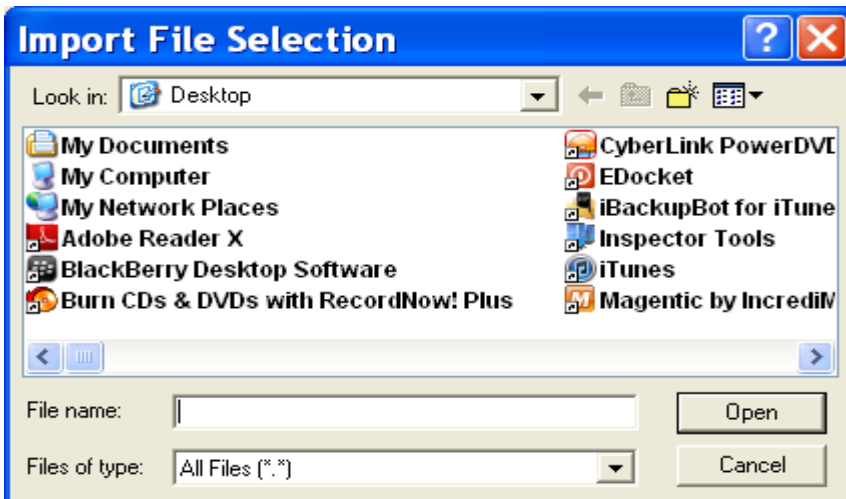 Import File Selection
Look in: Desktop
My Documents
My Computer
My Network Places
Adobe Reader X
BlackBerry Desktop Software
Burn CDs & DVDs with RecordNow! Plus
CyberLink PowerDVD
EDocket
iBackupBot for iTune
Inspector Tools
iTunes
Magentic by IncrediM
File name:
Open
Files of type: All Files (*.*)
Cancel